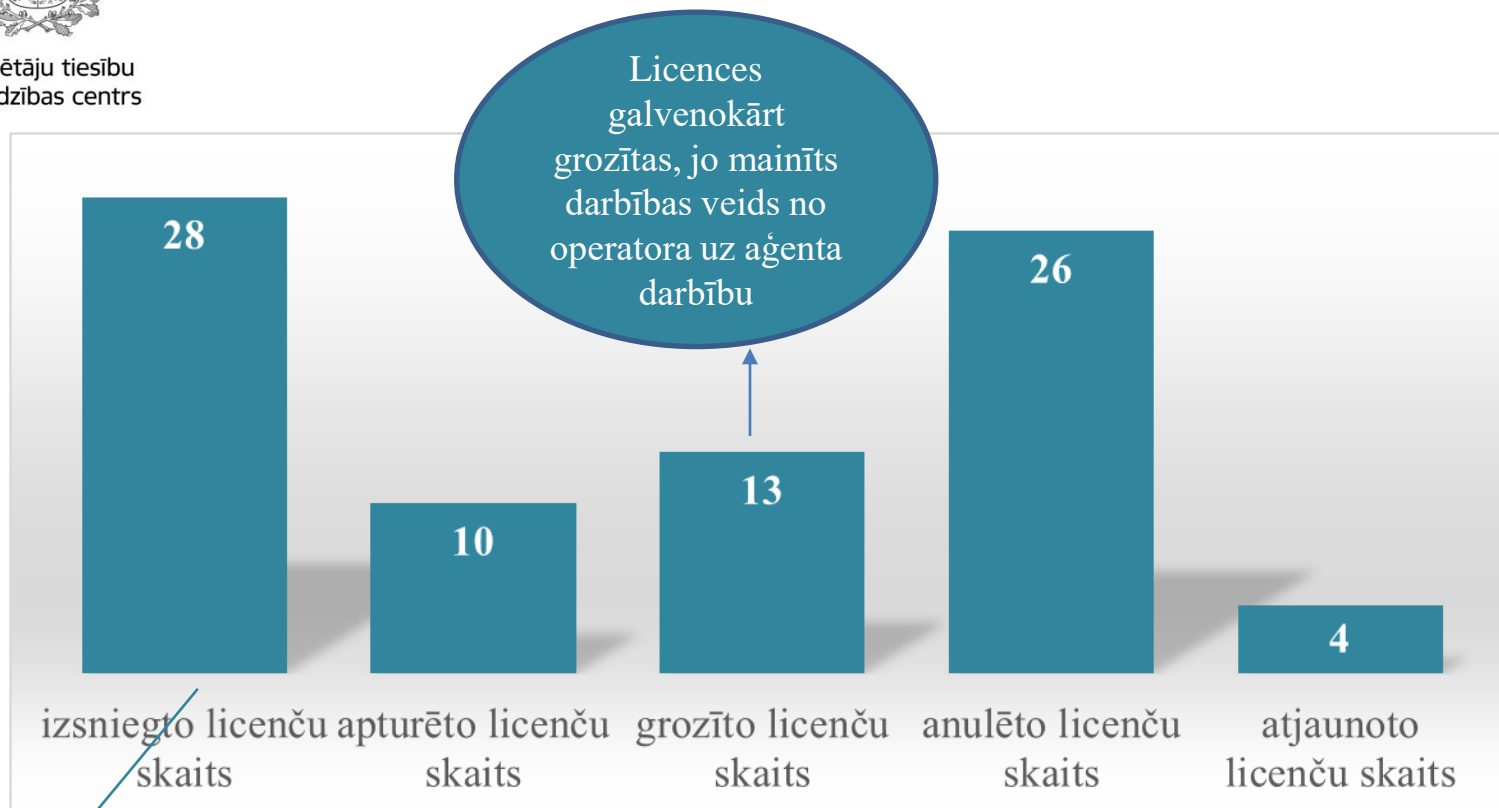 ētāju tiesību
dzības centrs
Licences
galvenokārt
grozītas, jo mainīts
darbības veids no
operatora uz aģenta
darbību
28
10
13
26
4
izsniegto licenču
skaits
apturēto licenču
skaits
grozīto licenču
skaits
anulēto licenču
skaits
atjaunoto
licenču skaits